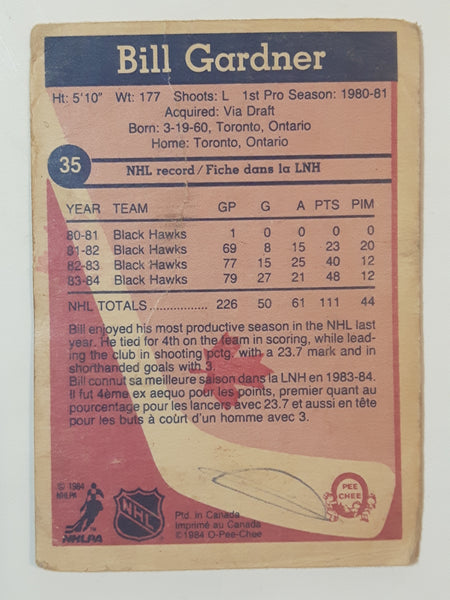 Bill Gardner
Ht: 5'10" Wt: 177 Shoots: L 1st Pro Season: 1980-81
Acquired: Via Draft
Born: 3-19-60, Toronto, Ontario
Home: Toronto, Ontario
35
NHL record/Fiche dans la LNH
YEAR TEAM GP G A PTS PIM
80-81 Black Hawks 1 0 0 0 0
81-82 Black Hawks 69 8 15 23 20
82-83 Black Hawks 77 15 25 40 12
83-84 Black Hawks 79 27 21 48 12
NHL TOTALS ................ 226 50 61 111 44
Bill enjoyed his most productive season in the NHL last
year. He tied for 4th on the team in scoring, while lead-
ing the club in shooting pctg. with a 23.7 mark and in
shorthanded goals with 3.
Bill connut sa meilleure saison dans la LNH en 1983-84.
Il fut 4ème ex aequo pour les points, premier quant au
pourcentage pour les lancers avec 23.7 et aussi en tête
pour les buts à court d'un homme avec 3.
© 1984
NHLPA
NHLPA
TM
NHL
Ptd. in Canada
Imprimé au Canada
©1984 O-Pee-Chee
O
PEE
CHEE